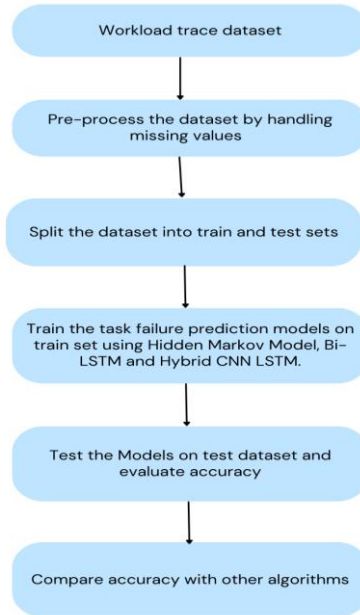 Workload trace dataset
Pre-process the dataset by handling
missing values
Split the dataset into train and test sets
Train the task failure prediction models on
train set using Hidden Markov Model, Bi-
LSTM and Hybrid CNN LSTM.
Test the Models on test dataset and
evaluate accuracy
Compare accuracy with other algorithms